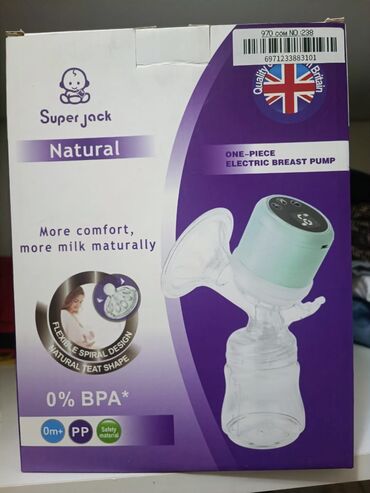 970 сом NO.:238
6971233883101
Super jack
Quality
Britain
Natural
ONE-PIECE
ELECTRIC BREAST PUMP
More comfort,
more milk maturally
FLEXIBLE SPIRAL DESIGN
NATURAL TEAT SHAPE
0% BPA*
0m+
PP
Safety
material